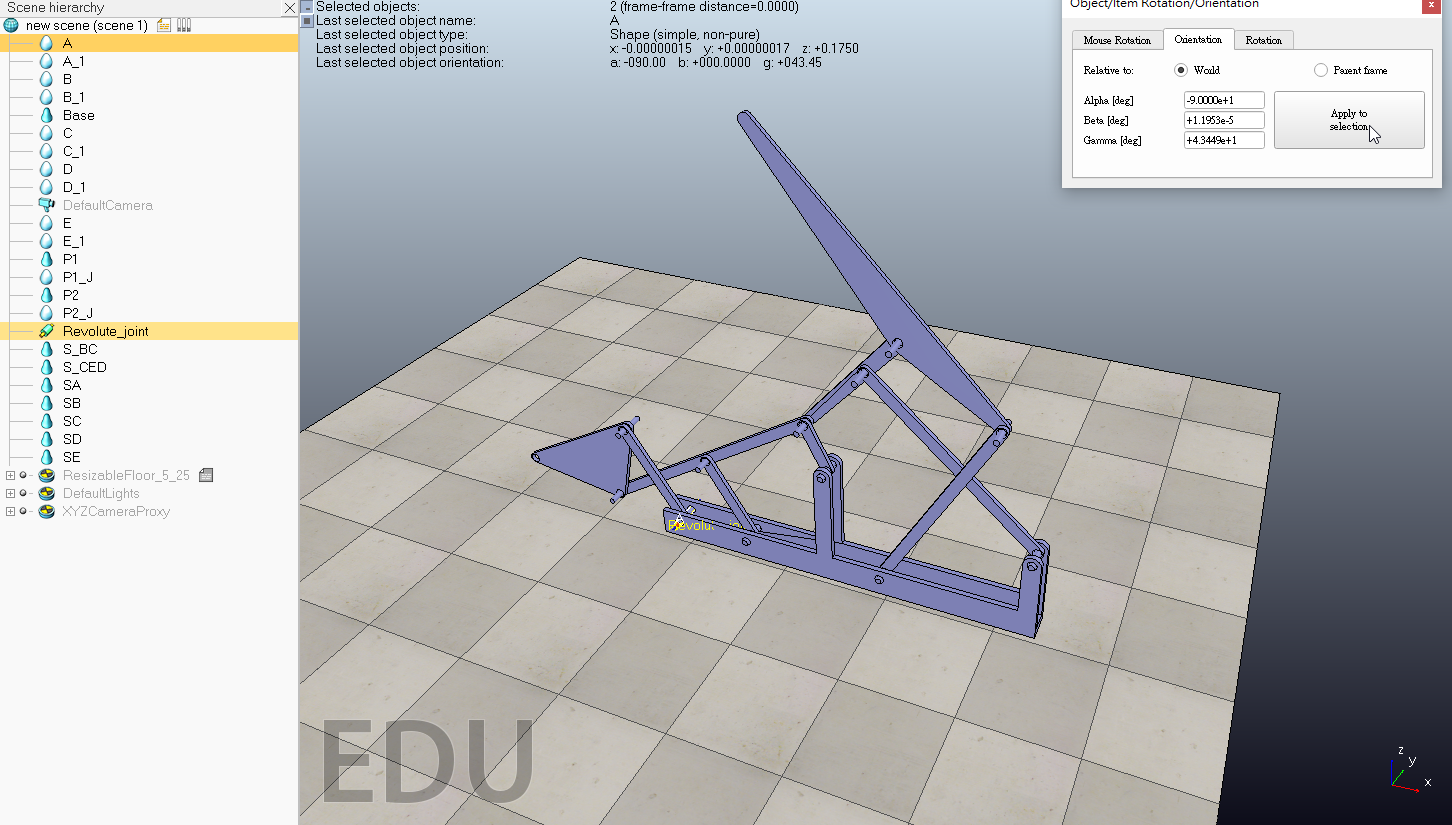 Scene hierarchy
new scene (scene 1)
A
A_1
B
B_1
Base
C
C_1
D
D_1
DefaultCamera
E
E_1
P1
P1_J
P2
P2_J
Revolute_joint
S_BC
S_CED
SA
SB
SC
SD
SE
ResizableFloor_5_25
DefaultLights
XYZCameraProxy
Selected objects: 2 (frame-frame distance=0.0000)
Last selected object name: A
Last selected object type: Shape (simple, non-pure)
Last selected object position: x: -0.00000015 y: +0.00000017 z: +0.1750
Last selected object orientation: a: -090.00 b: +000.0000 g: +043.45
Object/Item Rotation/Orientation
x
Mouse Rotation Orientation Rotation
Relative to: World Parent frame
Alpha [deg] -9.0000e+1
Beta [deg] +1.1953e-5
Gamma [deg] +4.3449e+1
Apply to
selection
EDU
z
y
x